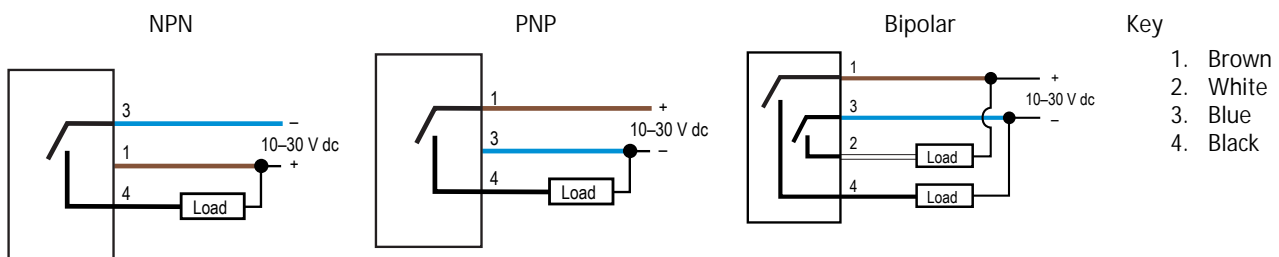 NPN
PNP
Bipolar
Key
3
–
10–30 V dc
1
+
4
Load
1
+
10–30 V dc
3
–
4
Load
1
+
10–30 V dc
3
–
2
Load
4
Load
1. Brown
2. White
3. Blue
4. Black